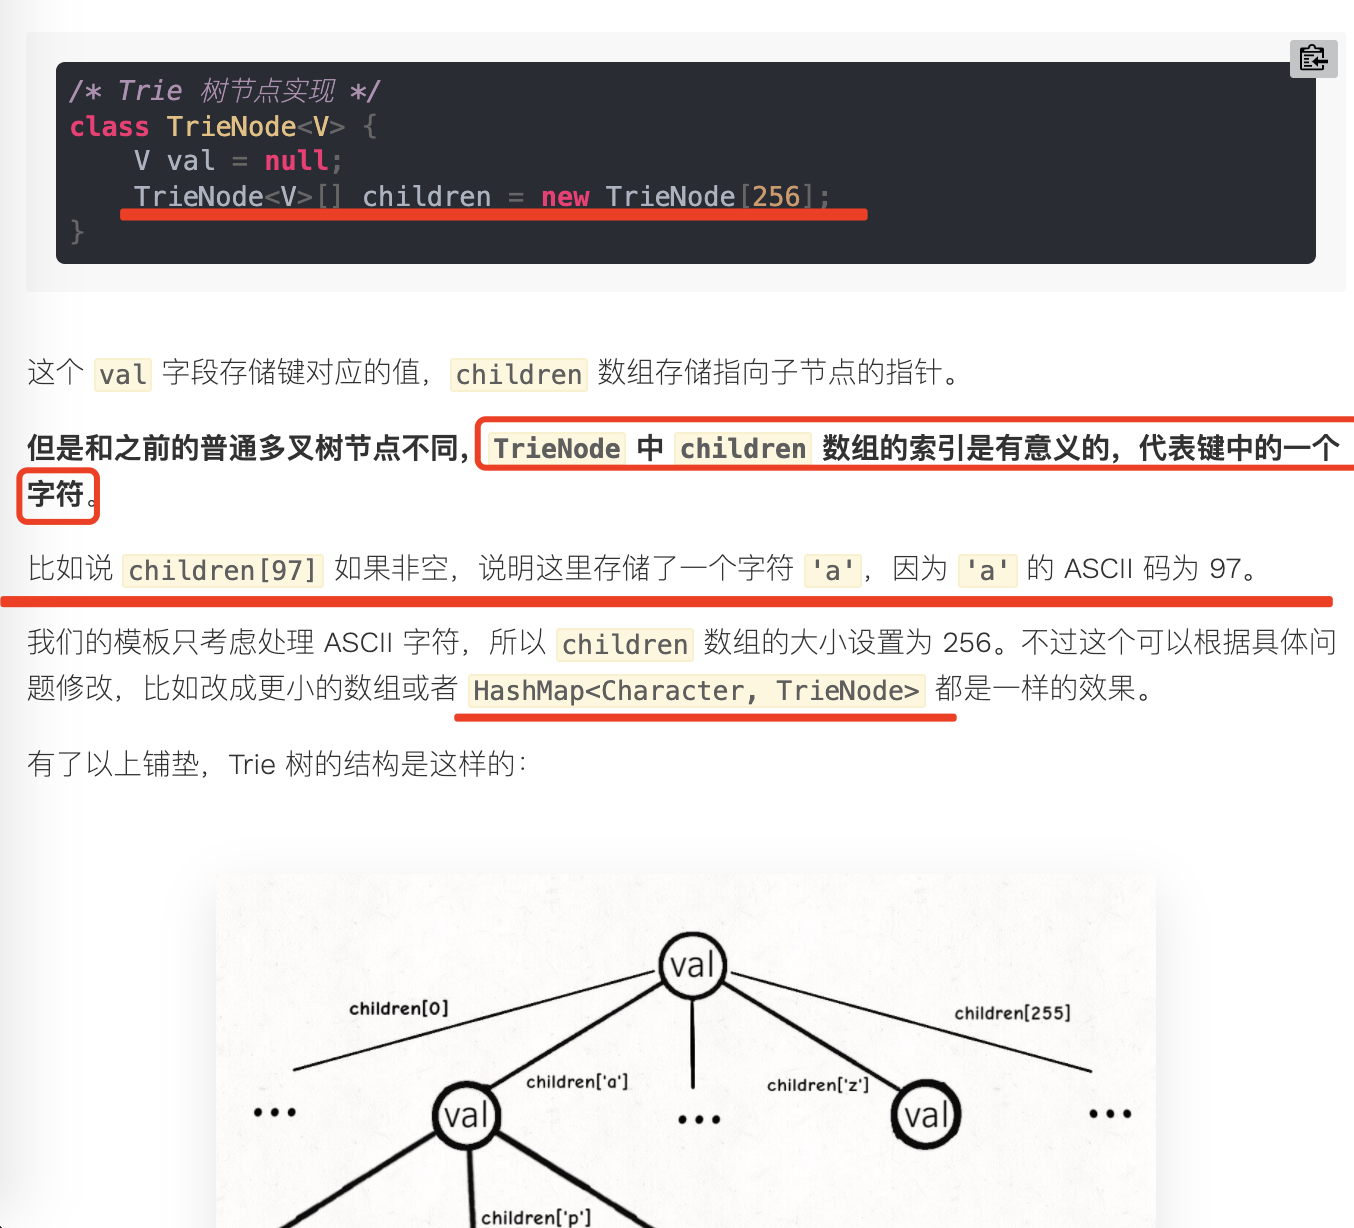 /* Trie 树节点实现 */
class TrieNode<V> {
    V val = null;
    TrieNode<V>[] children = new TrieNode[256];
}
这个 val 字段存储键对应的值，children 数组存储指向子节点的指针。
但是和之前的普通多叉树节点不同，TrieNode 中 children 数组的索引是有意义的，代表键中的一个
字符。
比如说 children[97] 如果非空，说明这里存储了一个字符 'a'，因为 'a' 的 ASCII 码为 97。
我们的模板只考虑处理 ASCII 字符，所以 children 数组的大小设置为 256。不过这个可以根据具体问
题修改，比如改成更小的数组或者 HashMap<Character, TrieNode> 都是一样的效果。
有了以上铺垫，Trie 树的结构是这样的：
val
children[0]
children[255]
children['a']
children['z']
...
val
...
val
...
children['p']